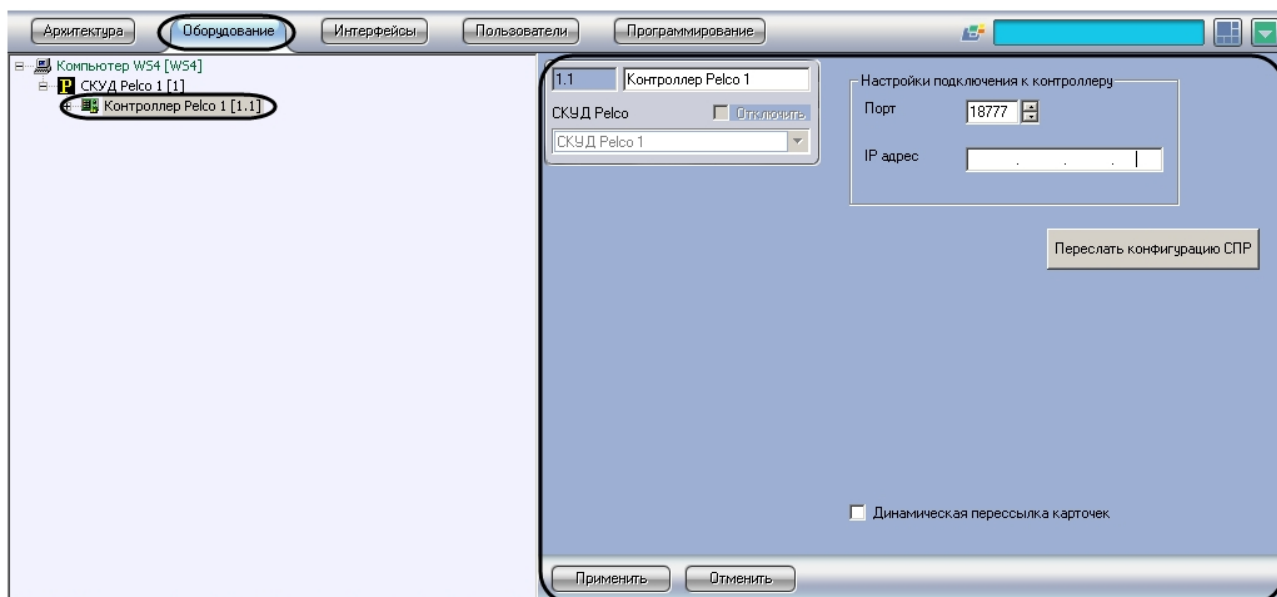 Архитектура Оборудование Интерфейсы Пользователи Программирование
Компьютер WS4 [WS4]
P СКУД Pelco 1 [1]
Контроллер Pelco 1 [1.1]
1.1 Контроллер Pelco 1
СКУД Pelco Отключить
СКУД Pelco 1
Настройки подключения к контроллеру
Порт 18777
IP адрес . . .
Переслать конфигурацию СПР
Динамическая перессылка карточек
Применить Отменить